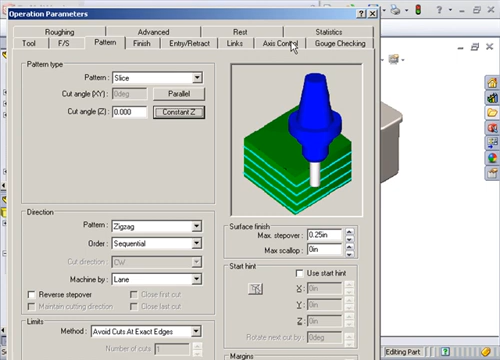 Operation Parameters
Roughing Advanced Rest Statistics
Tool F/S Pattern Finish Entry/Retract Links Axis Control Gouge Checking
Pattern type
Pattern : Slice
Cut angle (XY) : 0deg Parallel
Cut angle (Z) : 0.000 Constant Z
Direction
Pattern : Zigzag
Order : Sequential
Cut direction : CW
Machine by : Lane
Reverse stepover Close first cut
Maintain cutting direction Close last cut
Limits
Method : Avoid Cuts At Exact Edges
Number of cuts : 1
Surface finish
Max. stepover : 0.25in
Max scallop : 0in
Start hint
Use start hint
X : 0in
Y : 0in
Z : 0in
Rotate next cut by : 0deg
Margins
Editing Part